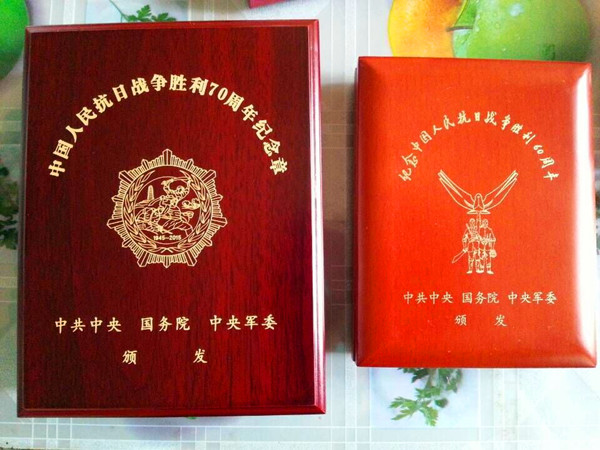 中国人民抗日战争胜利70周年纪念章
1945-2015
中共中央 国务院 中央军委
颁 发
纪念中国人民抗日战争胜利60周年
中共中央 国务院 中央军委
颁 发